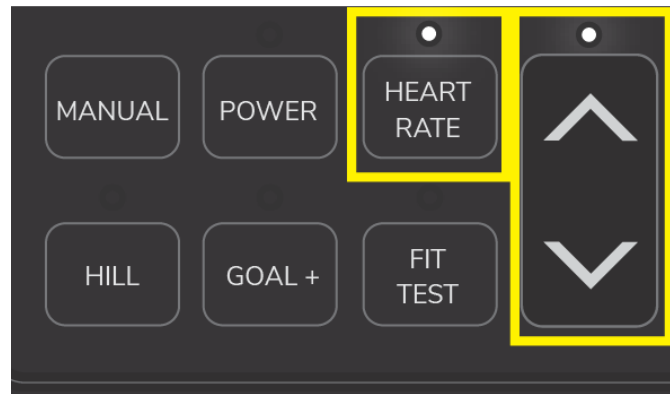 MANUAL
POWER
HEART
RATE
HILL
GOAL +
FIT
TEST